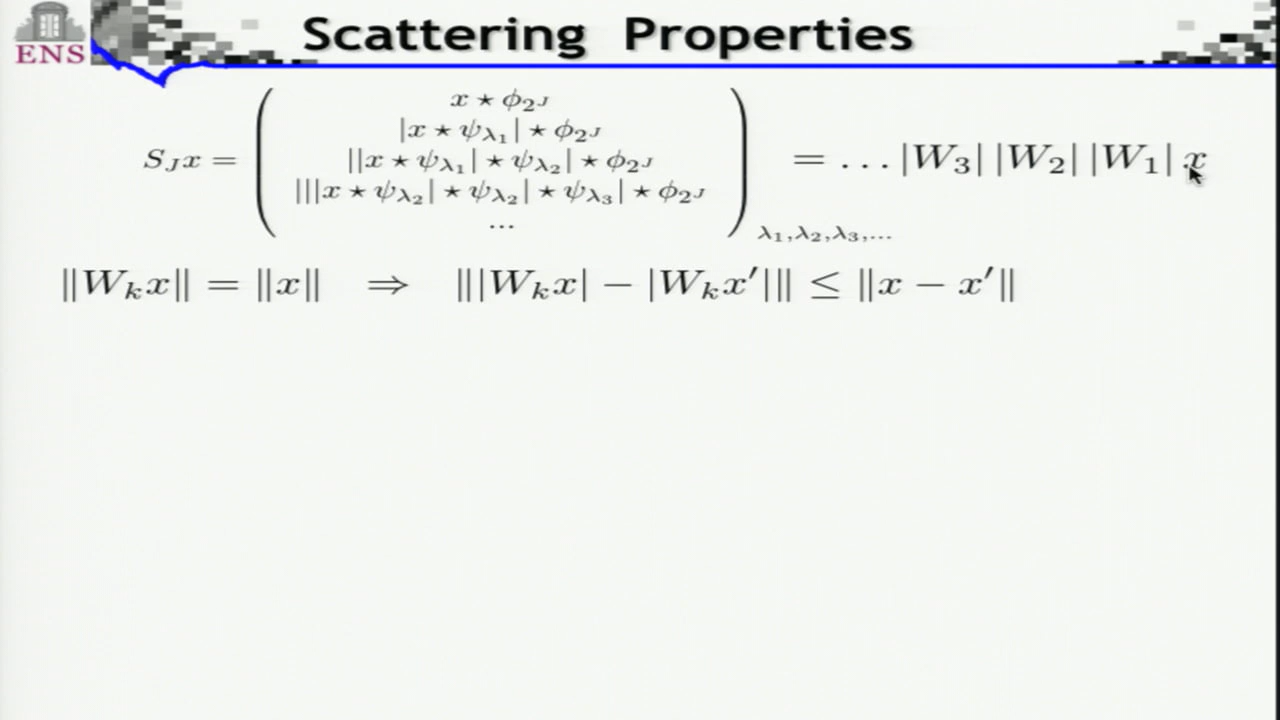 ENS
Scattering Properties
x ⋆ φ_{2^J}
|x ⋆ ψ_{λ_1}| ⋆ φ_{2^J}
S_J x = ( ||x ⋆ ψ_{λ_1}| ⋆ ψ_{λ_2}| ⋆ φ_{2^J} ) = ... |W_3| |W_2| |W_1| x
|||x ⋆ ψ_{λ_2}| ⋆ ψ_{λ_2}| ⋆ ψ_{λ_3}| ⋆ φ_{2^J}
...
λ_1,λ_2,λ_3,...
‖W_k x‖ = ‖x‖ ⇒ ‖|W_k x| − |W_k x′|‖ ≤ ‖x − x′‖